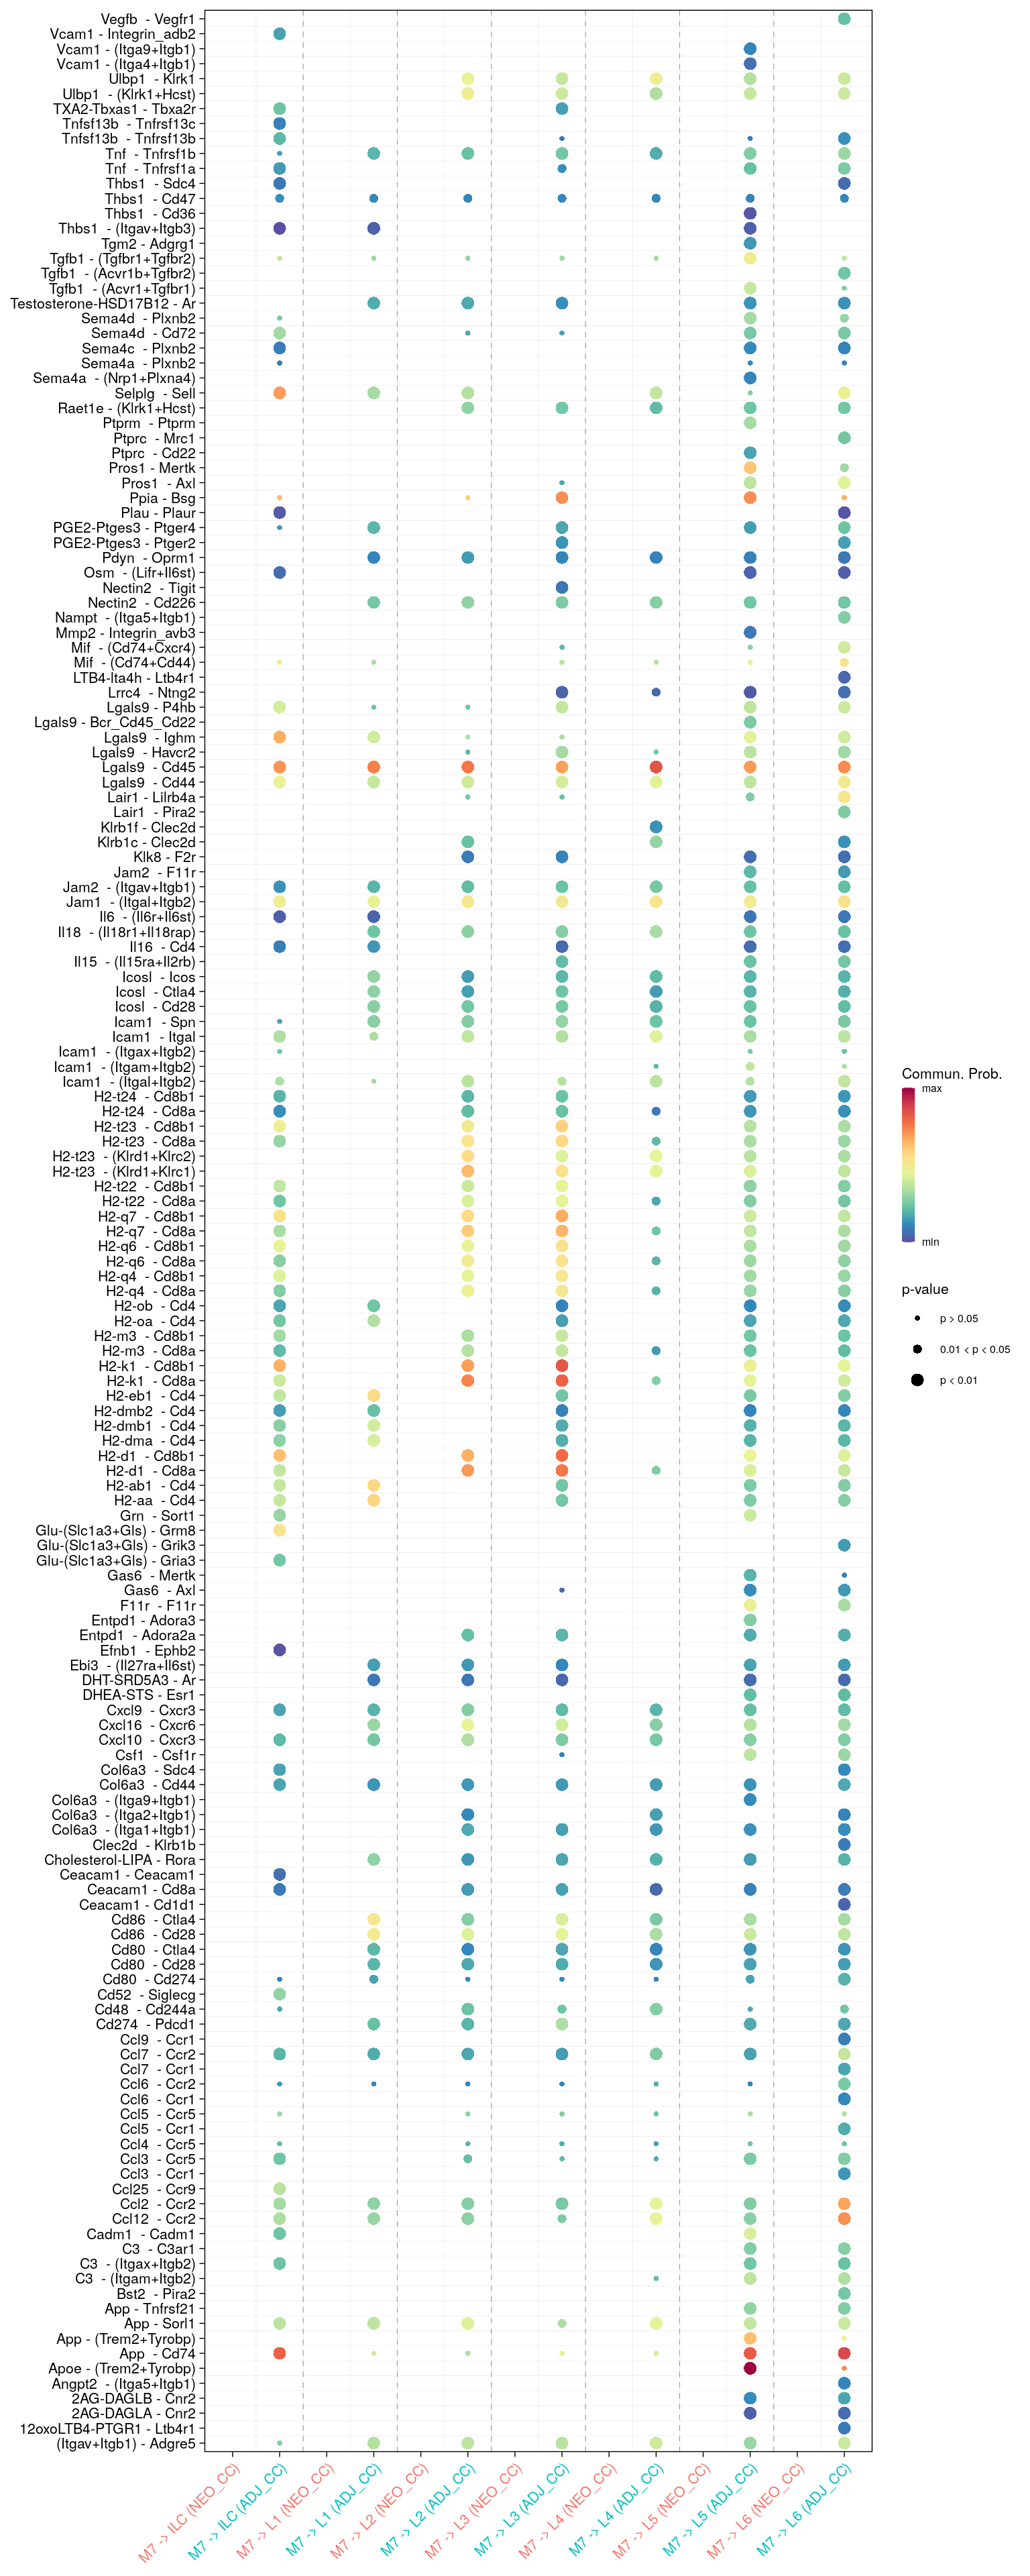 Vegfb - Vegfr1
Vcam1 - Integrin_adb2
Vcam1 - (Itga9+Itgb1)
Vcam1 - (Itga4+Itgb1)
Ulbp1 - Klrk1
Ulbp1 - (Klrk1+Hcst)
TXA2-Tbxas1 - Tbxa2r
Tnfsf13b - Tnfrsf13c
Tnfsf13b - Tnfrsf13b
Tnf - Tnfrsf1b
Tnf - Tnfrsf1a
Thbs1 - Sdc4
Thbs1 - Cd47
Thbs1 - Cd36
Thbs1 - (Itgav+Itgb3)
Tgm2 - Adgrg1
Tgfb1 - (Tgfbr1+Tgfbr2)
Tgfb1 - (Acvr1b+Tgfbr2)
Tgfb1 - (Acvr1+Tgfbr1)
Testosterone-HSD17B12 - Ar
Sema4d - Plxnb2
Sema4d - Cd72
Sema4c - Plxnb2
Sema4a - Plxnb2
Sema4a - (Nrp1+Plxna4)
Selplg - Sell
Raet1e - (Klrk1+Hcst)
Ptprm - Ptprm
Ptprc - Mrc1
Ptprc - Cd22
Pros1 - Mertk
Pros1 - Axl
Ppia - Bsg
Plau - Plaur
PGE2-Ptges3 - Ptger4
PGE2-Ptges3 - Ptger2
Pdyn - Oprm1
Osm - (Lifr+Il6st)
Nectin2 - Tigit
Nectin2 - Cd226
Nampt - (Itga5+Itgb1)
Mmp2 - Integrin_avb3
Mif - (Cd74+Cxcr4)
Mif - (Cd74+Cd44)
LTB4-lta4h - Ltb4r1
Lrrc4 - Ntng2
Lgals9 - P4hb
Lgals9 - Bcr_Cd45_Cd22
Lgals9 - Ighm
Lgals9 - Havcr2
Lgals9 - Cd45
Lgals9 - Cd44
Lair1 - Lilrb4a
Lair1 - Pira2
Klrb1f - Clec2d
Klrb1c - Clec2d
Klk8 - F2r
Jam2 - F11r
Jam2 - (Itgav+Itgb1)
Jam1 - (Itgal+Itgb2)
Il6 - (Il6r+Il6st)
Il18 - (Il18r1+Il18rap)
Il16 - Cd4
Il15 - (Il15ra+Il2rb)
Icosl - Icos
Icosl - Ctla4
Icosl - Cd28
Icam1 - Spn
Icam1 - Itgal
Icam1 - (Itgax+Itgb2)
Icam1 - (Itgam+Itgb2)
Icam1 - (Itgal+Itgb2)
H2-t24 - Cd8b1
H2-t24 - Cd8a
H2-t23 - Cd8b1
H2-t23 - Cd8a
H2-t23 - (Klrd1+Klrc2)
H2-t23 - (Klrd1+Klrc1)
H2-t22 - Cd8b1
H2-t22 - Cd8a
H2-q7 - Cd8b1
H2-q7 - Cd8a
H2-q6 - Cd8b1
H2-q6 - Cd8a
H2-q4 - Cd8b1
H2-q4 - Cd8a
H2-ob - Cd4
H2-oa - Cd4
H2-m3 - Cd8b1
H2-m3 - Cd8a
H2-k1 - Cd8b1
H2-k1 - Cd8a
H2-eb1 - Cd4
H2-dmb2 - Cd4
H2-dmb1 - Cd4
H2-dma - Cd4
H2-d1 - Cd8b1
H2-d1 - Cd8a
H2-ab1 - Cd4
H2-aa - Cd4
Grn - Sort1
Glu-(Slc1a3+Gls) - Grm8
Glu-(Slc1a3+Gls) - Grik3
Glu-(Slc1a3+Gls) - Gria3
Gas6 - Mertk
Gas6 - Axl
F11r - F11r
Entpd1 - Adora3
Entpd1 - Adora2a
Efnb1 - Ephb2
Ebi3 - (Il27ra+Il6st)
DHT-SRD5A3 - Ar
DHEA-STS - Esr1
Cxcl9 - Cxcr3
Cxcl16 - Cxcr6
Cxcl10 - Cxcr3
Csf1 - Csf1r
Col6a3 - Sdc4
Col6a3 - Cd44
Col6a3 - (Itga9+Itgb1)
Col6a3 - (Itga2+Itgb1)
Col6a3 - (Itga1+Itgb1)
Clec2d - Klrb1b
Cholesterol-LIPA - Rora
Ceacam1 - Ceacam1
Ceacam1 - Cd8a
Ceacam1 - Cd1d1
Cd86 - Ctla4
Cd86 - Cd28
Cd80 - Ctla4
Cd80 - Cd28
Cd80 - Cd274
Cd52 - Siglecg
Cd48 - Cd244a
Cd274 - Pdcd1
Ccl9 - Ccr1
Ccl7 - Ccr2
Ccl7 - Ccr1
Ccl6 - Ccr2
Ccl6 - Ccr1
Ccl5 - Ccr5
Ccl5 - Ccr1
Ccl4 - Ccr5
Ccl3 - Ccr5
Ccl3 - Ccr1
Ccl25 - Ccr9
Ccl2 - Ccr2
Ccl12 - Ccr2
Cadm1 - Cadm1
C3 - C3ar1
C3 - (Itgax+Itgb2)
C3 - (Itgam+Itgb2)
Bst2 - Pira2
App - Tnfrsf21
App - Sorl1
App - (Trem2+Tyrobp)
App - Cd74
Apoe - (Trem2+Tyrobp)
Angpt2 - (Itga5+Itgb1)
2AG-DAGLB - Cnr2
2AG-DAGLA - Cnr2
12oxoLTB4-PTGR1 - Ltb4r1
(Itgav+Itgb1) - Adgre5
M7 -> ILC (NEO_CC)
M7 -> ILC (ADJ_CC)
M7 -> L1 (NEO_CC)
M7 -> L1 (ADJ_CC)
M7 -> L2 (NEO_CC)
M7 -> L2 (ADJ_CC)
M7 -> L3 (NEO_CC)
M7 -> L3 (ADJ_CC)
M7 -> L4 (NEO_CC)
M7 -> L4 (ADJ_CC)
M7 -> L5 (NEO_CC)
M7 -> L5 (ADJ_CC)
M7 -> L6 (NEO_CC)
M7 -> L6 (ADJ_CC)
Commun. Prob.
max
min
p-value
p > 0.05
0.01 < p < 0.05
p < 0.01